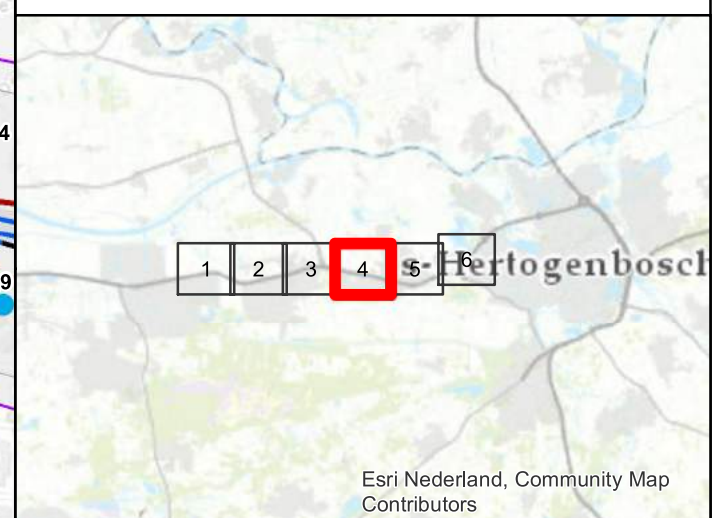 4
9
1 2 3 4 5 6
s-Hertogenbosch
Esri Nederland, Community Map
Contributors